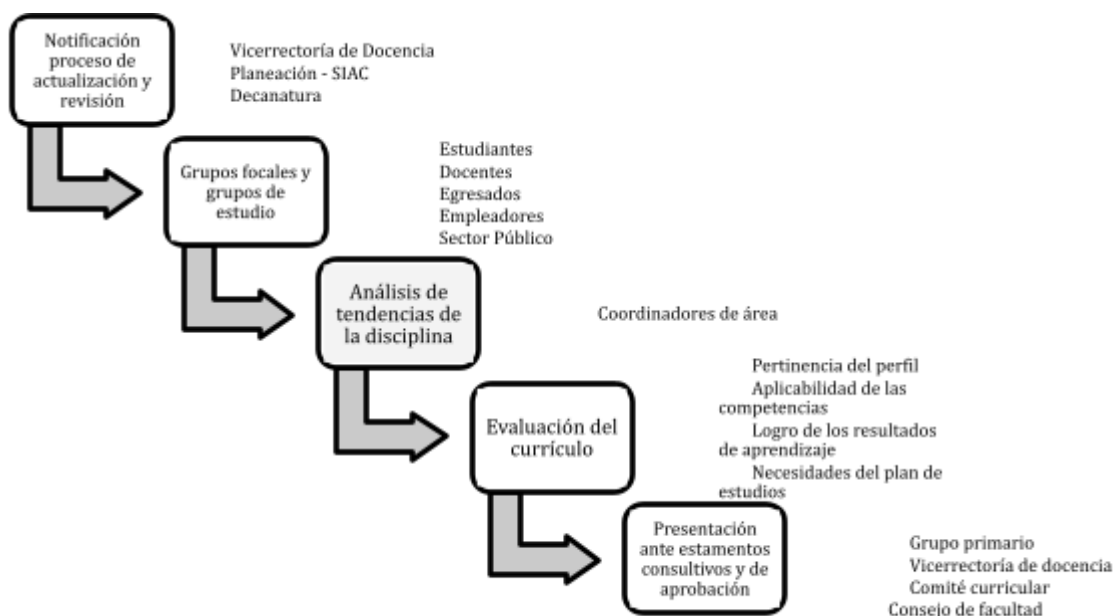 Notificación
proceso de
actualización y
revisión
Vicerrectoría de Docencia
Planeación - SIAC
Decanatura
Grupos focales y
grupos de
estudio
Estudiantes
Docentes
Egresados
Empleadores
Sector Público
Análisis de
tendencias de
la disciplina
Coordinadores de área
Evaluación del
currículo
Pertinencia del perfil
Aplicabilidad de las
competencias
Logro de los resultados
de aprendizaje
Necesidades del plan de
estudios
Presentación
ante estamentos
consultivos y de
aprobación
Grupo primario
Vicerrectoría de docencia
Comité curricular
Consejo de facultad